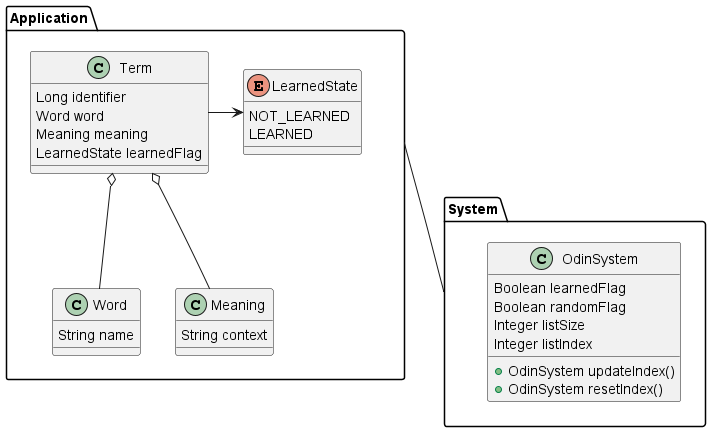 Application
C Term
Long identifier
Word word
Meaning meaning
LearnedState learnedFlag
E LearnedState
NOT_LEARNED
LEARNED
C Word
String name
C Meaning
String context
System
C OdinSystem
Boolean learnedFlag
Boolean randomFlag
Integer listSize
Integer listIndex
OdinSystem updateIndex()
OdinSystem resetIndex()